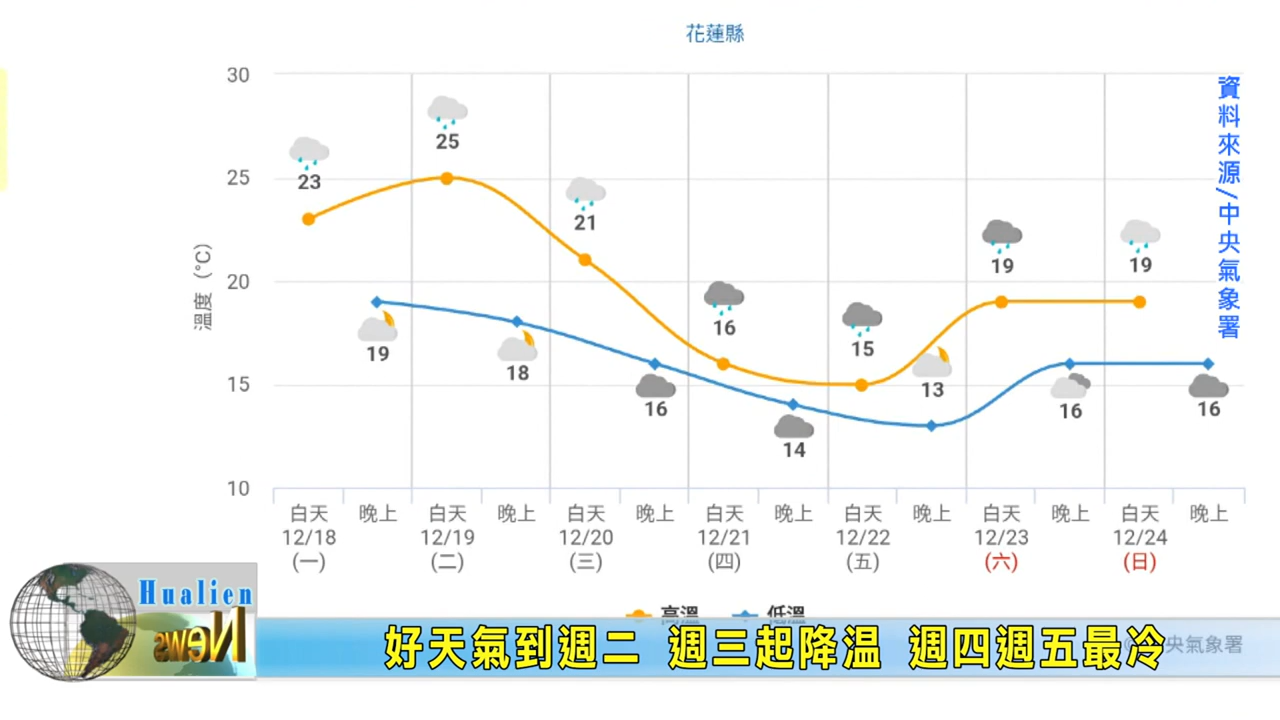 花蓮縣
資料來源/中央氣象署
溫度 (°C)
30
25
20
15
10
23
25
21
16
15
19
19
19
18
16
14
13
16
16
白天 晚上 白天 晚上 白天 晚上 白天 晚上 白天 晚上 白天 晚上 白天 晚上
12/18 12/19 12/20 12/21 12/22 12/23 12/24
(一) (二) (三) (四) (五) (六) (日)
高溫 低溫
Hualien
News
好天氣到週二 週三起降溫 週四週五最冷
央氣象署